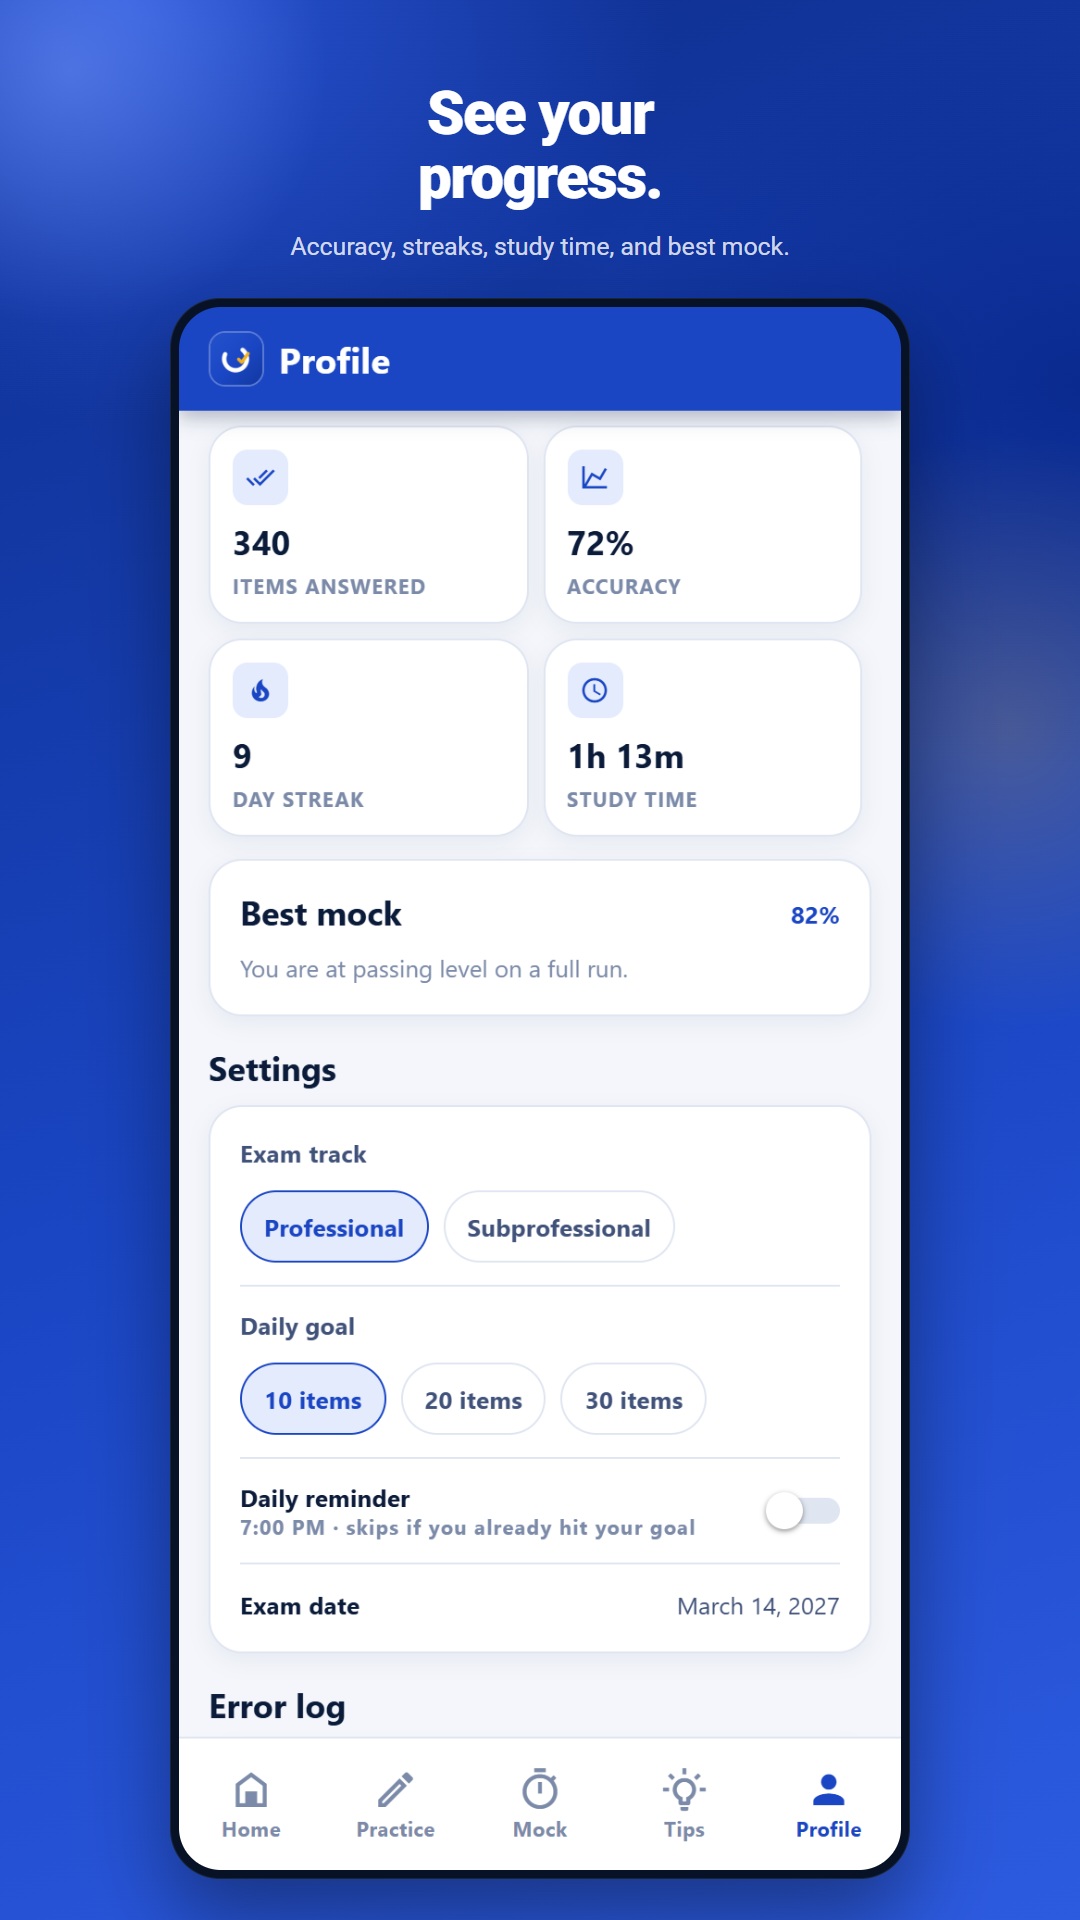 See your
progress.
Accuracy, streaks, study time, and best mock.
Profile
340
ITEMS ANSWERED
72%
ACCURACY
9
DAY STREAK
1h 13m
STUDY TIME
Best mock
82%
You are at passing level on a full run.
Settings
Exam track
Professional
Subprofessional
Daily goal
10 items
20 items
30 items
Daily reminder
7:00 PM · skips if you already hit your goal
Exam date
March 14, 2027
Error log
Home
Practice
Mock
Tips
Profile